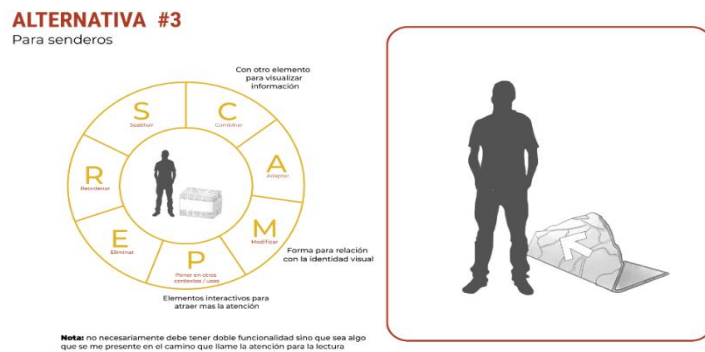 ALTERNATIVA #3
Para senderos
Con otro elemento
para visualizar
información
S
Sustituir
C
Combinar
A
Adaptar
M
Modificar
Forma para relación
con la identidad visual
P
Poner en otros
contextos / usos
Elementos interactivos para
atraer mas la atención
E
Eliminar
R
Reordenar
Nota: no necesariamente debe tener doble funcionalidad sino que sea algo
que se me presente en el camino que llame la atención para la lectura